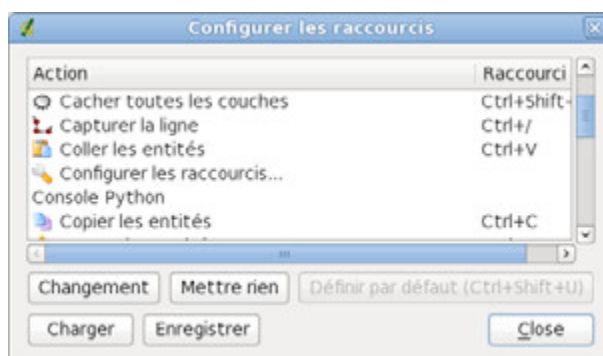 Configurer les raccourcis
Action Raccourci
Cacher toutes les couches Ctrl+Shift+
Capturer la ligne Ctrl+/
Coller les entités Ctrl+V
Configurer les raccourcis...
Console Python
Copier les entités Ctrl+C
Changement Mettre rien Définir par défaut (Ctrl+Shift+U)
Charger Enregistrer Close